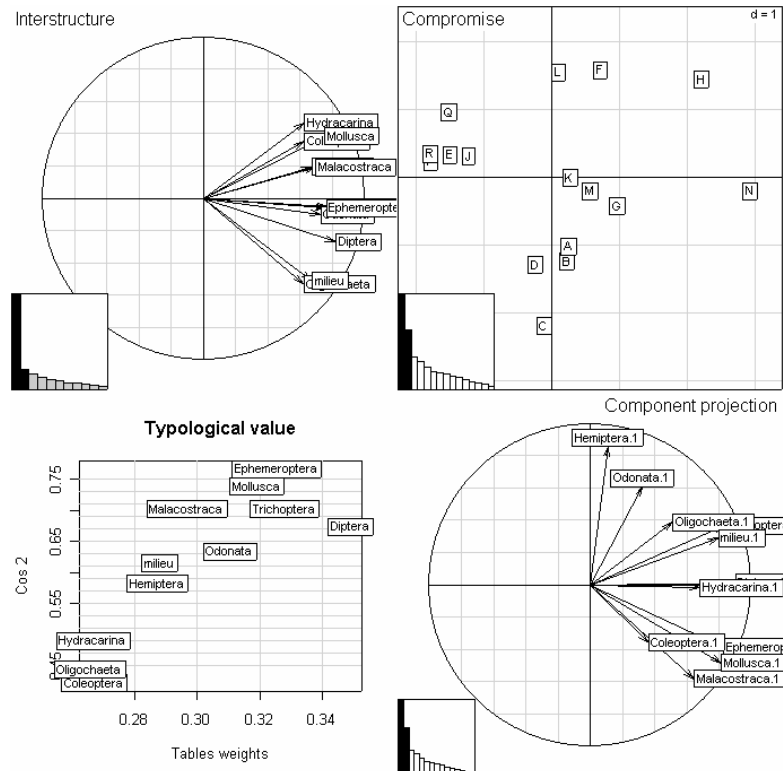 Interstructure
Hydracarina
Mollusca
Malacostraca
Ephemeropte
Diptera
milieu
Compromise
d = 1
L
F
H
Q
R
E
J
K
M
G
N
A
B
D
C
Typological value
Cos 2
0.75
0.65
0.55
0.45
Ephemeroptera
Mollusca
Malacostraca
Trichoptera
Diptera
Odonata
milieu
Hemiptera
Hydracarina
Oligochaeta
Coleoptera
0.28
0.30
0.32
0.34
Tables weights
Component projection
Hemiptera.1
Odonata.1
Oligochaeta.1
milieu.1
Hydracarina.1
Coleoptera.1
Ephemerop
Mollusca.1
Malacostraca.1